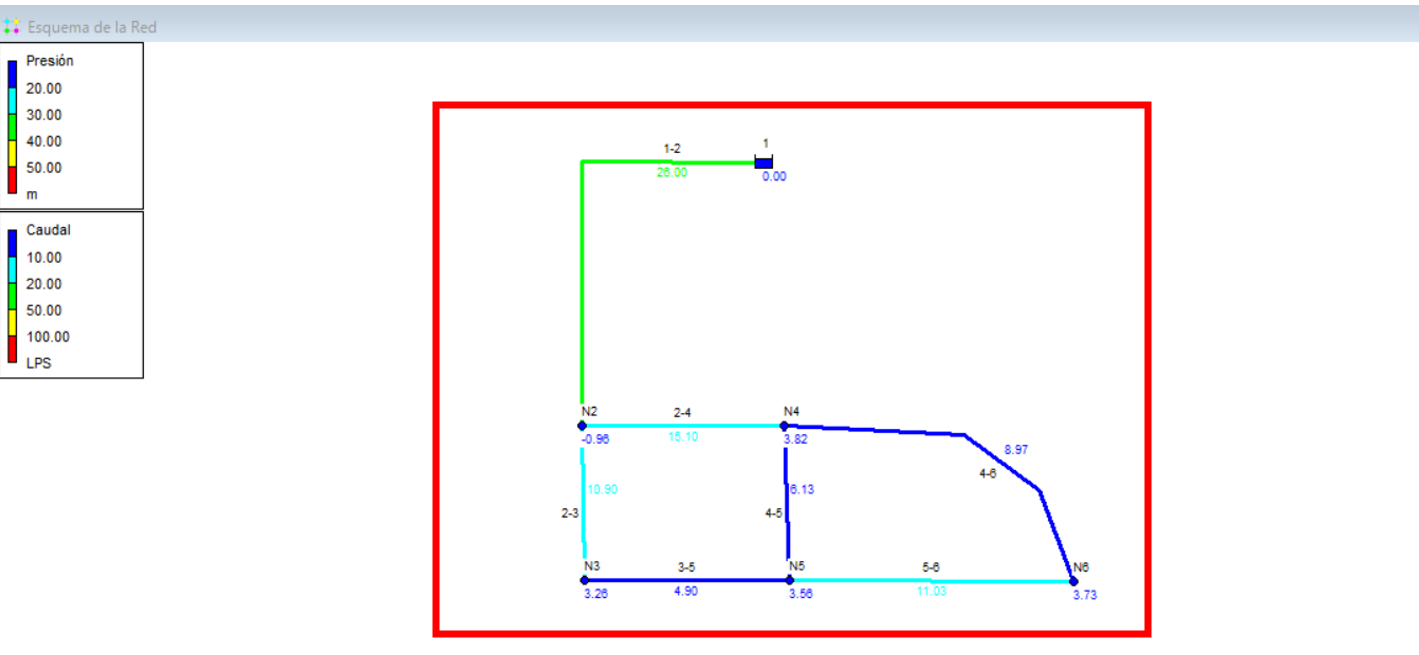 Esquema de la Red
Presión
20.00
30.00
40.00
50.00
m
Caudal
10.00
20.00
50.00
100.00
LPS
1-2
1
26.00
0.00
N2
2-4
N4
-0.96
15.10
3.82
8.97
4-6
10.90
6.13
2-3
4-5
N3
3-5
N5
5-6
N6
3.26
4.90
3.56
11.03
3.73